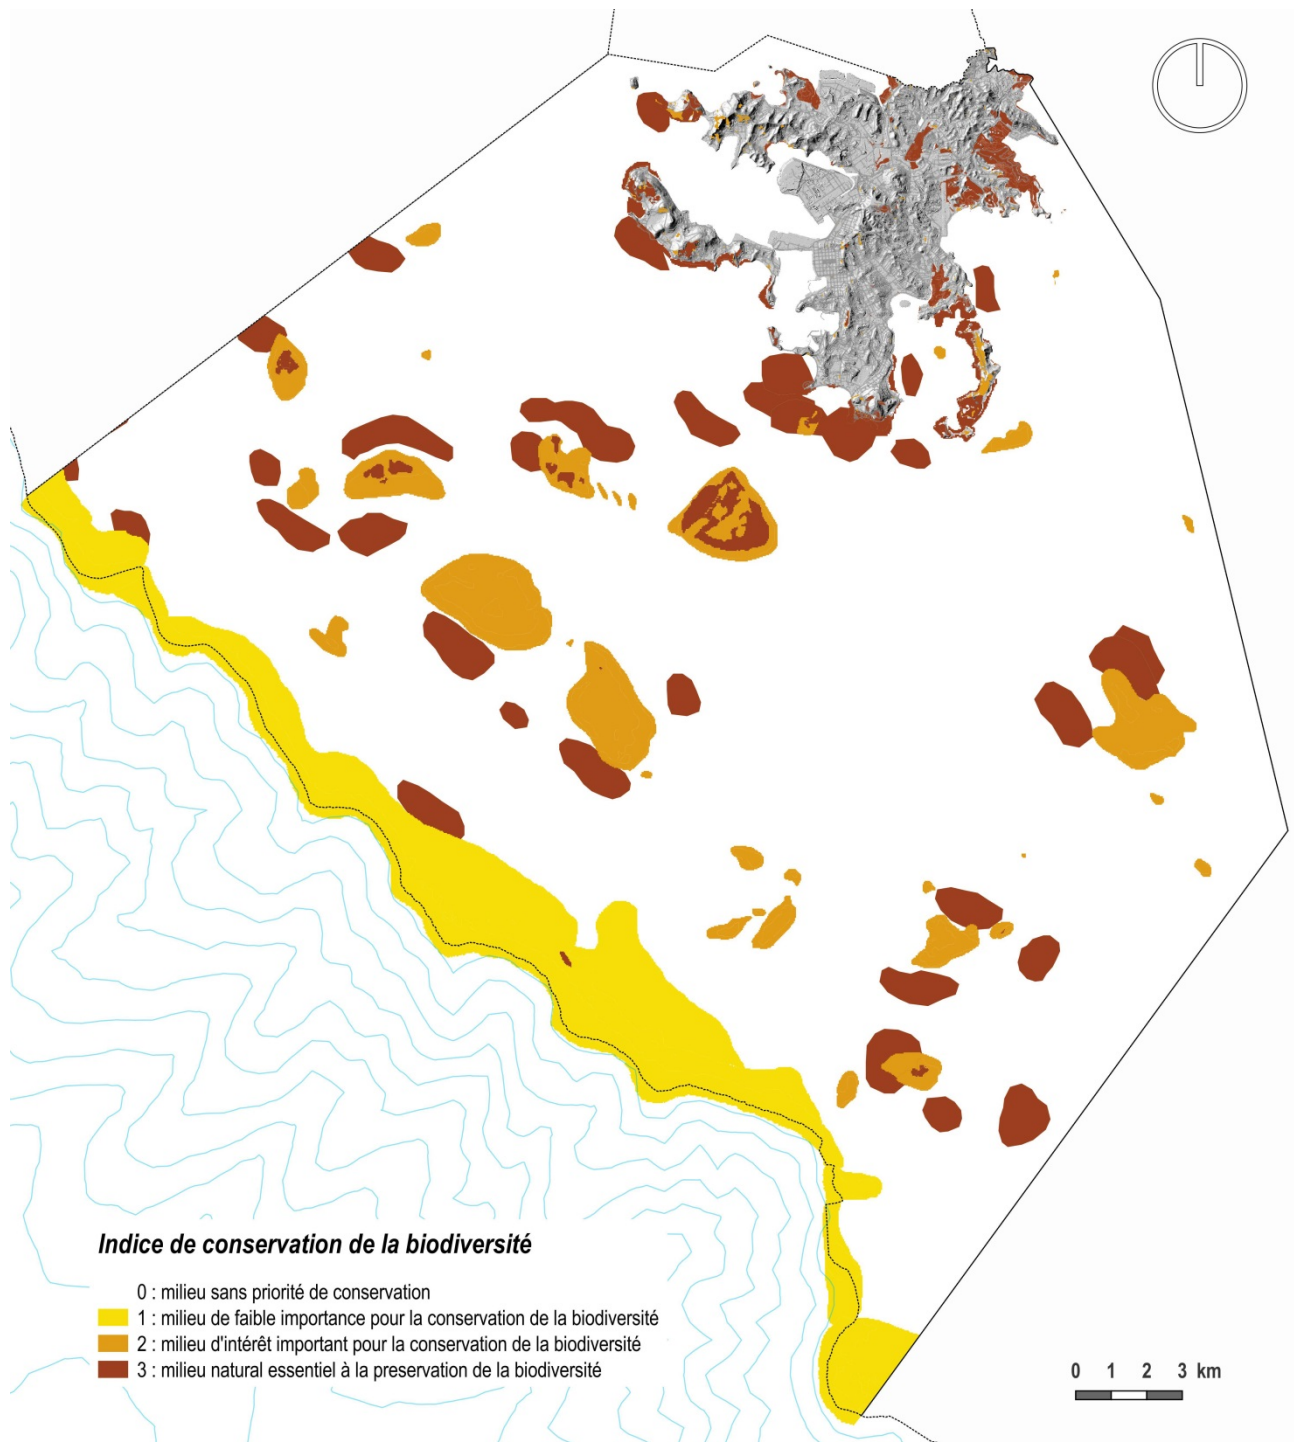 Indice de conservation de la biodiversité
0 : milieu sans priorité de conservation
1 : milieu de faible importance pour la conservation de la biodiversité
2 : milieu d'intérêt important pour la conservation de la biodiversité
3 : milieu natural essentiel à la preservation de la biodiversité
0 1 2 3 km